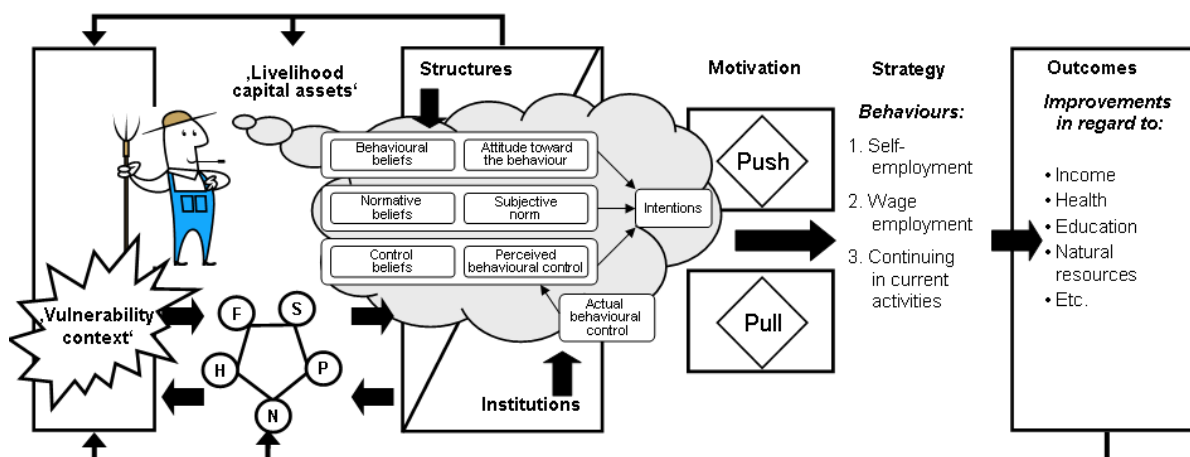 ‚Livelihood
capital assets‘
Structures
Motivation
Strategy
Outcomes
Behaviours:
Improvements
in regard to:
Behavioural
beliefs
Attitude toward
the behaviour
Normative
beliefs
Subjective
norm
Control
beliefs
Perceived
behavioural control
Intentions
Actual
behavioural
control
Push
Pull
1. Self-
employment
2. Wage
employment
3. Continuing
in current
activities
• Income
• Health
• Education
• Natural
resources
• Etc.
‚Vulnerability
context‘
F
S
H
P
N
Institutions